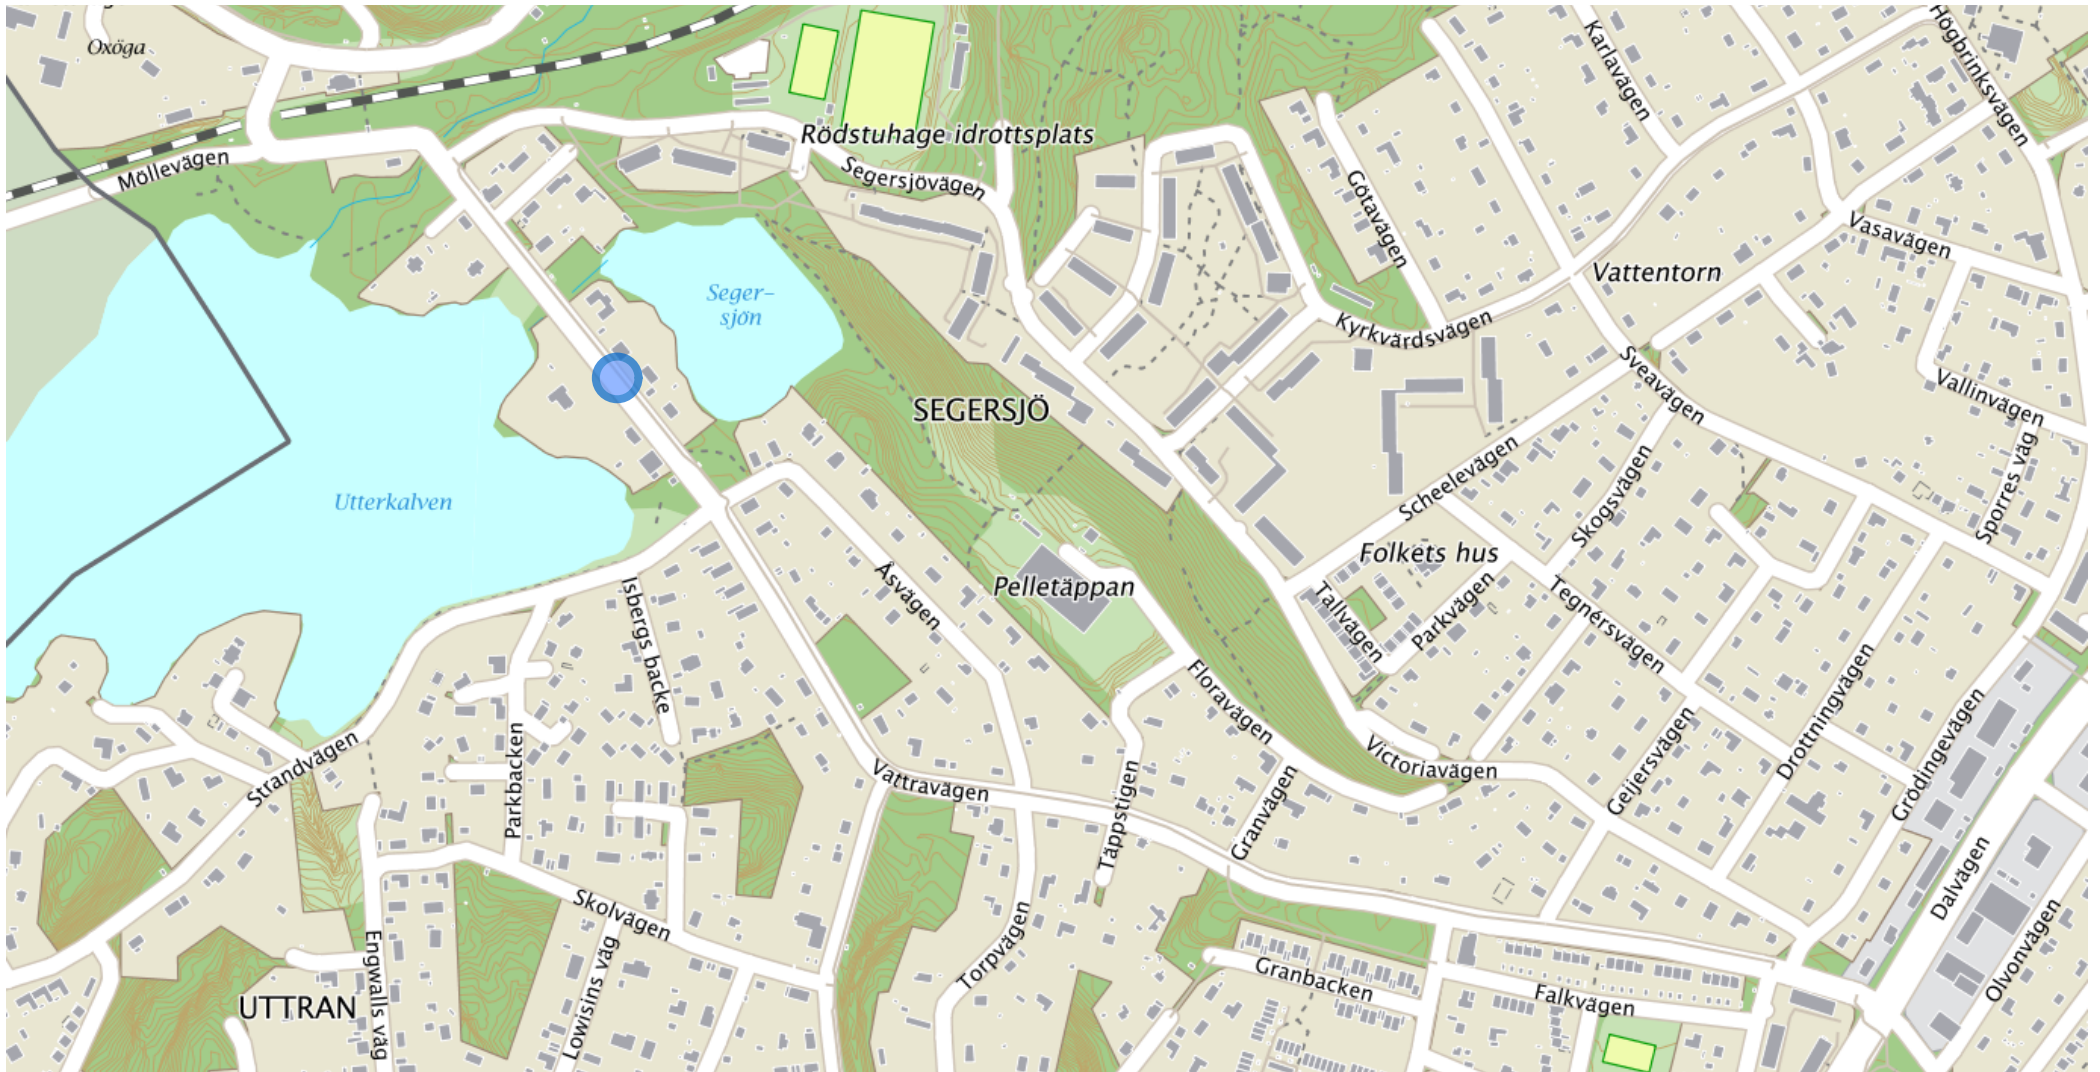 Oxöga
Karlavägen
Högbrinksvägen
Rödstuhage idrottsplats
Möllevägen
Segersjövägen
Götavägen
Vasavägen
Vattentorn
Seger-
sjön
Kyrkvärdsvägen
Sveavägen
Vallinvägen
SEGERSJÖ
Scheelevägen
Skogsvägen
Sporres väg
Utterkalven
Folkets hus
Pelletäppan
Åsvägen
Isbergs backe
Tallvägen
Parkvägen
Tegnérsvägen
Floravägen
Strandvägen
Parkbacken
Vattravägen
Victoriavägen
Täppstigen
Granvägen
Geijersvägen
Drottningvägen
Grödingevägen
Dalvägen
Skolvägen
Torpvägen
Engwalls väg
Lowisins väg
UTTRAN
Granbacken
Falkvägen
Olvonvägen